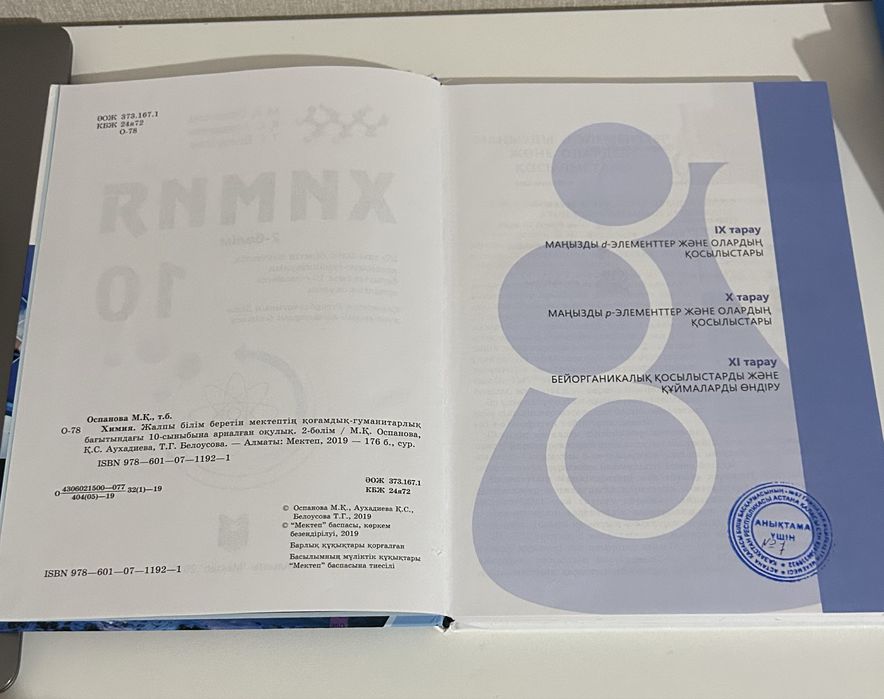 ӘОЖ 373.167.1
КБЖ 24я72
О-78
Оспанова М.Қ., т.б.
О-78 Химия. Жалпы білім беретін мектептің қоғамдық-гуманитарлық
бағытындағы 10-сыныбына арналған оқулық. 2-бөлім / М.Қ. Оспанова,
Қ.С. Аухадиева, Т.Г. Белоусова. — Алматы: Мектеп, 2019 — 176 б., сур.
ISBN 978—601—07—1192—1
О 4306021500—077 32(1)—19
404(05)—19
ӘОЖ 373.167.1
КБЖ 24я72
© Оспанова М.Қ., Аухадиева Қ.С.,
Белоусова Т.Г., 2019
© "Мектеп" баспасы, көркем
безендірілуі, 2019
Барлық құқықтары қорғалған
Басылымның мүліктік құқықтары
"Мектеп" баспасына тиесілі
ISBN 978—601—07—1192—1
IX тарау
МАҢЫЗДЫ d-ЭЛЕМЕНТТЕР ЖӘНЕ ОЛАРДЫҢ
ҚОСЫЛЫСТАРЫ
X тарау
МАҢЫЗДЫ p-ЭЛЕМЕНТТЕР ЖӘНЕ ОЛАРДЫҢ
ҚОСЫЛЫСТАРЫ
XI тарау
БЕЙОРГАНИКАЛЫҚ ҚОСЫЛЫСТАРДЫ ЖӘНЕ
ҚҰЙМАЛАРДЫ ӨНДІРУ
АНЫҚТАМА
ҮШІН
№27